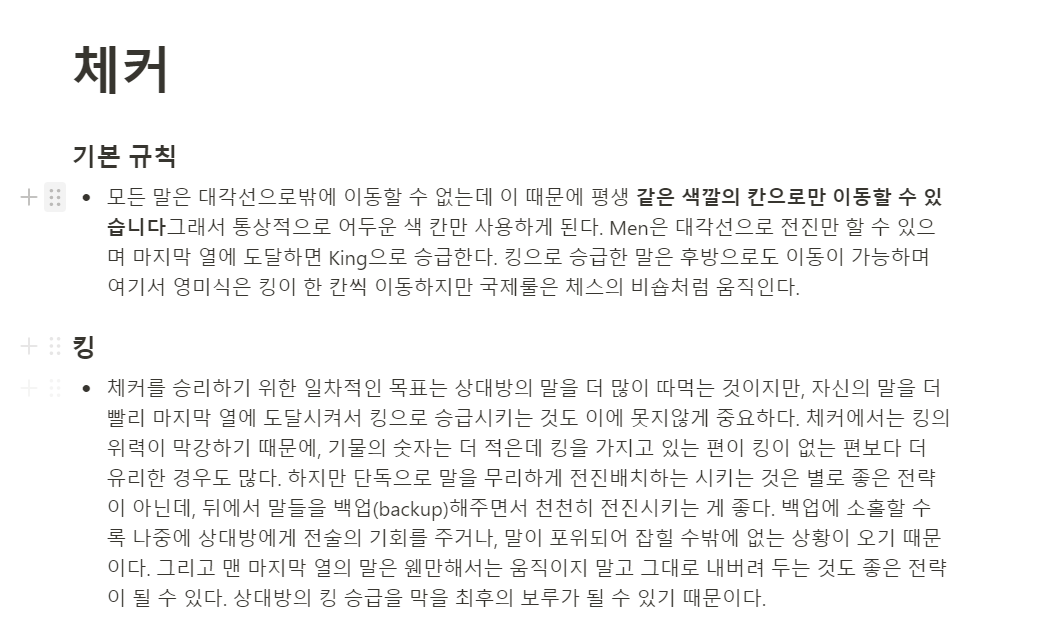 체커
기본 규칙
모든 말은 대각선으로밖에 이동할 수 없는데 이 때문에 평생 같은 색깔의 칸으로만 이동할 수 있
습니다그래서 통상적으로 어두운 색 칸만 사용하게 된다. Men은 대각선으로 전진만 할 수 있으
며 마지막 열에 도달하면 King으로 승급한다. 킹으로 승급한 말은 후방으로도 이동이 가능하며
여기서 영미식은 킹이 한 칸씩 이동하지만 국제룰은 체스의 비숍처럼 움직인다.
킹
체커를 승리하기 위한 일차적인 목표는 상대방의 말을 더 많이 따먹는 것이지만, 자신의 말을 더
빨리 마지막 열에 도달시켜서 킹으로 승급시키는 것도 이에 못지않게 중요하다. 체커에서는 킹의
위력이 막강하기 때문에, 기물의 숫자는 더 적은데 킹을 가지고 있는 편이 킹이 없는 편보다 더
유리한 경우도 많다. 하지만 단독으로 말을 무리하게 전진배치하는 시키는 것은 별로 좋은 전략
이 아닌데, 뒤에서 말들을 백업(backup)해주면서 천천히 전진시키는 게 좋다. 백업에 소홀할 수
록 나중에 상대방에게 전술의 기회를 주거나, 말이 포위되어 잡힐 수밖에 없는 상황이 오기 때문
이다. 그리고 맨 마지막 열의 말은 웬만해서는 움직이지 말고 그대로 내버려 두는 것도 좋은 전략
이 될 수 있다. 상대방의 킹 승급을 막을 최후의 보루가 될 수 있기 때문이다.